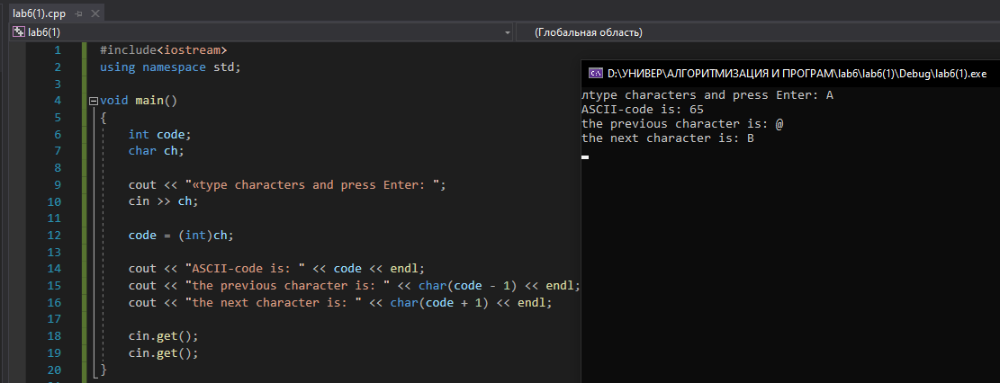 lab6(1).cpp
lab6(1)
(Глобальная область)
1 #include<iostream>
2 using namespace std;
3
4 void main()
5 {
6 int code;
7 char ch;
8
9 cout << "«type characters and press Enter: ";
10 cin >> ch;
11
12 code = (int)ch;
13
14 cout << "ASCII-code is: " << code << endl;
15 cout << "the previous character is: " << char(code - 1) << endl;
16 cout << "the next character is: " << char(code + 1) << endl;
17
18 cin.get();
19 cin.get();
20 }
D:\УНИВЕР\АЛГОРИТМИЗАЦИЯ И ПРОГРАМ\lab6\lab6(1)\Debug\lab6(1).exe
лtype characters and press Enter: A
ASCII-code is: 65
the previous character is: @
the next character is: B